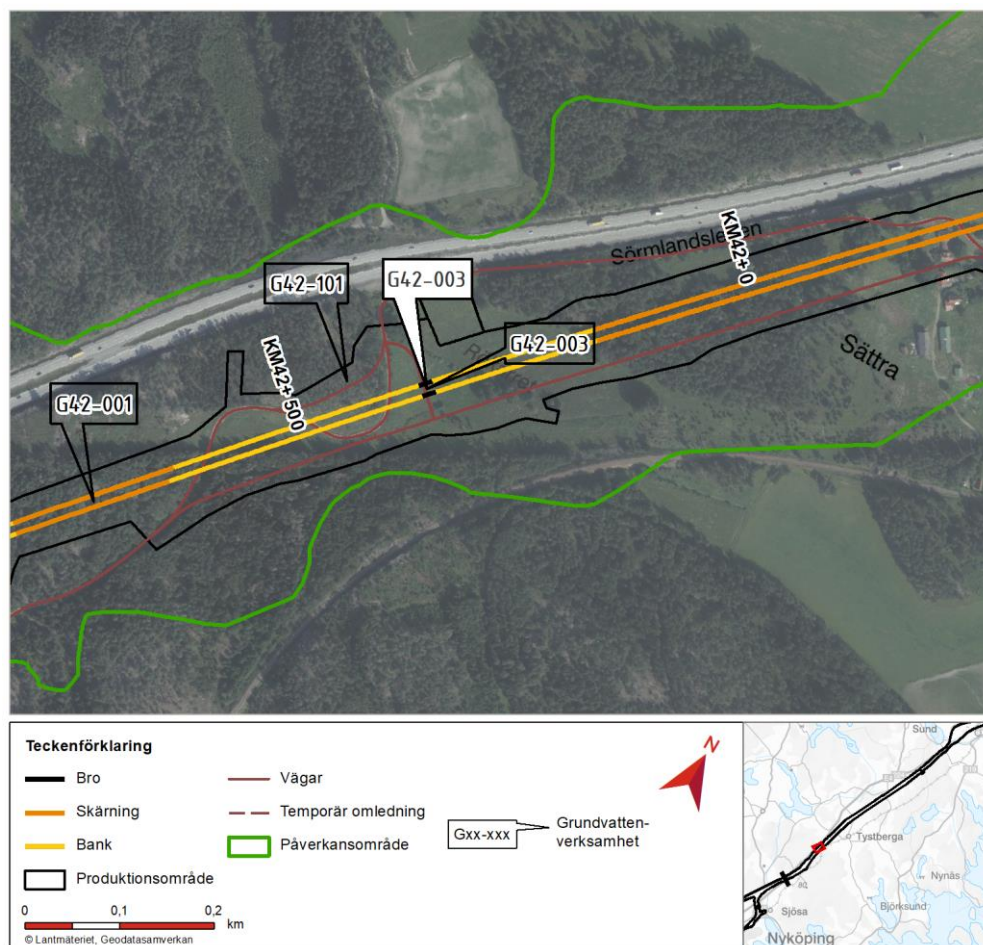 Sörmlandsleden
KM42+ 0
G42-101
G42-003
G42-003
Sättra
G42-001
KM42+ 500
Teckenförklaring
Bro
Skärning
Bank
Produktionsområde
Vägar
Temporär omledning
Påverkansområde
Gxx-xxx
Grundvatten-
verksamhet
N
0 0,1 0,2
km
© Lantmäteriet, Geodatasamverkan
Sund
Tystberga
Nynäs
Sjösa
Björksund
Nyköping